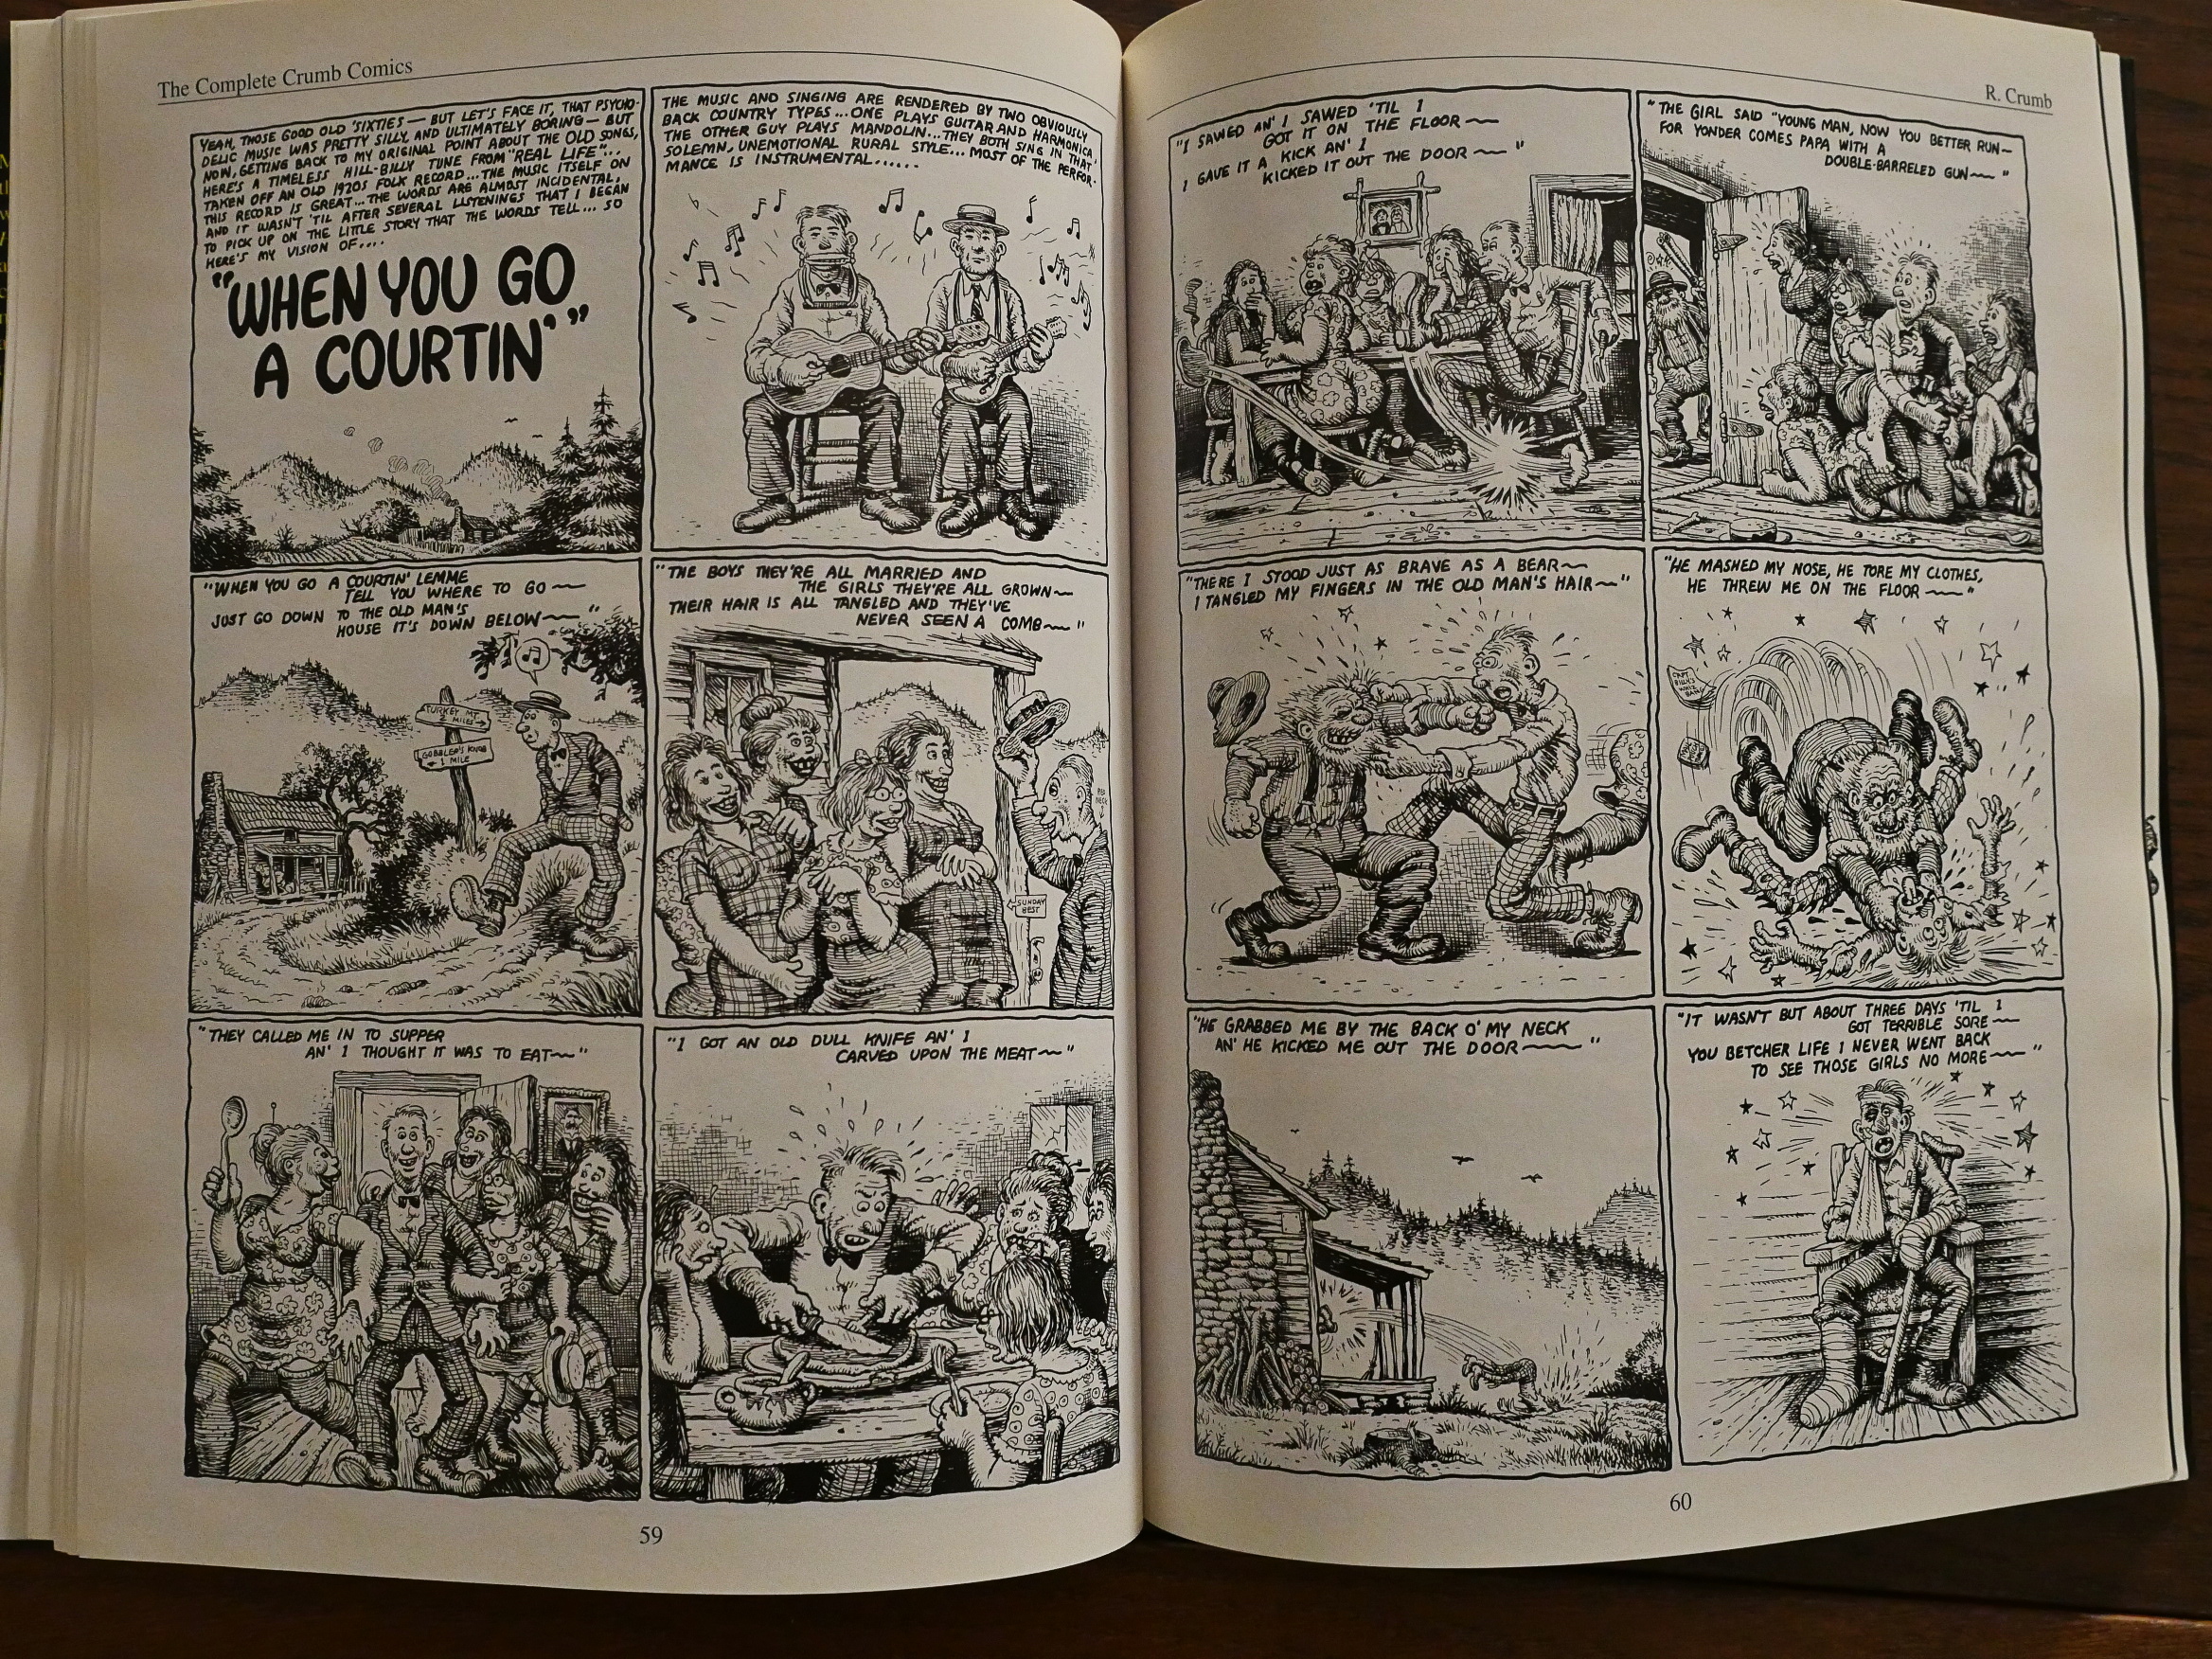 The Complete Crumb Comics
YEAH, THOSE GOOD OLD 'SIXTIES — BUT LET'S FACE IT, THAT PSYCHO-
DELIC MUSIC WAS PRETTY SILLY, AND ULTIMATELY BORING — BUT
NOW, GETTING BACK TO MY ORIGINAL POINT ABOUT THE OLD SONGS,
HERE'S A TIMELESS HILL-BILLY TUNE FROM "REAL LIFE"...
TAKEN OFF AN OLD 1920S FOLK RECORD... THE MUSIC ITSELF ON
THIS RECORD IS GREAT... THE WORDS ARE ALMOST INCIDENTAL,
AND IT WASN'T 'TIL AFTER SEVERAL LISTENINGS THAT I BEGAN
TO PICK UP ON THE LITTLE STORY THAT THE WORDS TELL... SO
HERE'S MY VISION OF....
"WHEN YOU GO
A COURTIN'"
THE MUSIC AND SINGING ARE RENDERED BY TWO OBVIOUSLY
BACK COUNTRY TYPES... ONE PLAYS GUITAR AND HARMONICA,
THE OTHER GUY PLAYS MANDOLIN... THEY BOTH SING IN THAT
SOLEMN, UNEMOTIONAL RURAL STYLE... MOST OF THE PERFOR-
MANCE IS INSTRUMENTAL......
"WHEN YOU GO A COURTIN' LEMME
TELL YOU WHERE TO GO —
JUST GO DOWN TO THE OLD MAN'S
HOUSE IT'S DOWN BELOW — "
TURKEY MT.
2 MILES
GOBBLER'S KNOB
1 MILE
"THE BOYS THEY'RE ALL MARRIED AND
THE GIRLS THEY'RE ALL GROWN —
THEIR HAIR IS ALL TANGLED AND THEY'VE
NEVER SEEN A COMB — "
RED
NECK
SUNDAY
BEST
"THEY CALLED ME IN TO SUPPER
AN' I THOUGHT IT WAS TO EAT — "
"I GOT AN OLD DULL KNIFE AN' I
CARVED UPON THE MEAT — "
59
R. Crumb
"I SAWED AN' I SAWED 'TIL I
GOT IT ON THE FLOOR —
I GAVE IT A KICK AN' I
KICKED IT OUT THE DOOR — "
"THE GIRL SAID "YOUNG MAN, NOW YOU BETTER RUN —
FOR YONDER COMES PAPA WITH A
DOUBLE-BARRELED GUN — "
"THERE I STOOD JUST AS BRAVE AS A BEAR —
I TANGLED MY FINGERS IN THE OLD MAN'S HAIR — "
"HE MASHED MY NOSE, HE TORE MY CLOTHES,
HE THREW ME ON THE FLOOR — "
CAPT.
BILLY'S
WHIZ
BANG
"HE GRABBED ME BY THE BACK O' MY NECK
AN' HE KICKED ME OUT THE DOOR — "
"IT WASN'T BUT ABOUT THREE DAYS 'TIL I
GOT TERRIBLE SORE —
YOU BETCHER LIFE I NEVER WENT BACK
TO SEE THOSE GIRLS NO MORE — "
60